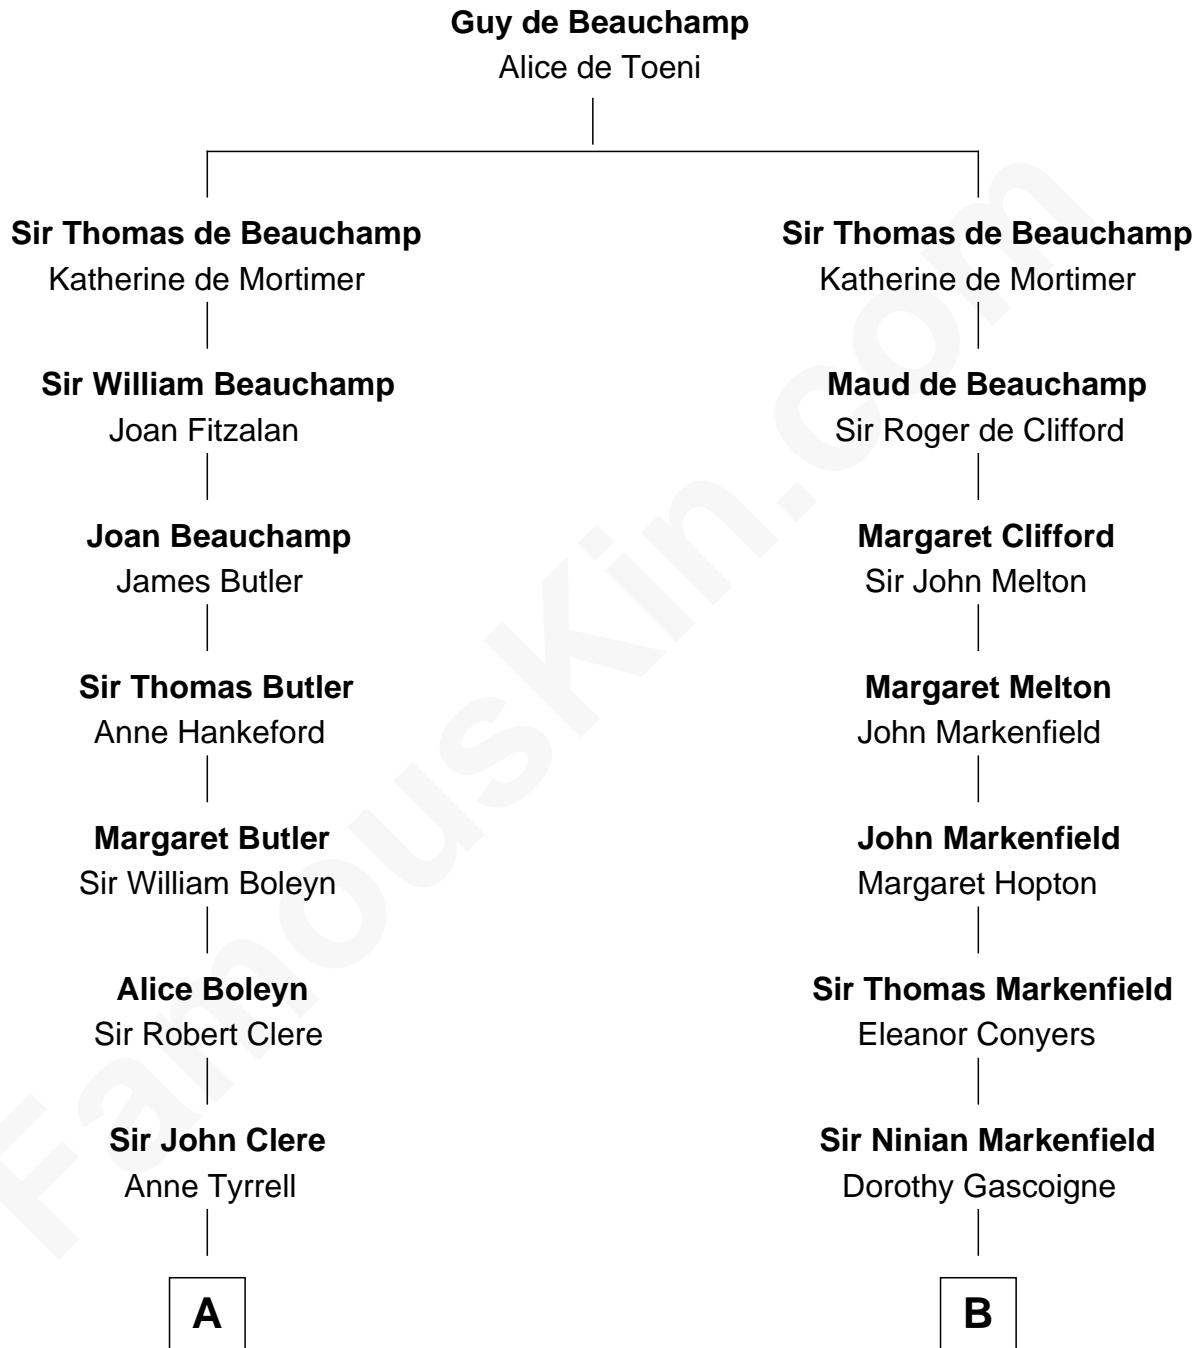 Guy de Beauchamp
Alice de Toeni
Sir Thomas de Beauchamp
Katherine de Mortimer
Sir William Beauchamp
Joan Fitzalan
Joan Beauchamp
James Butler
Sir Thomas Butler
Anne Hankeford
Margaret Butler
Sir William Boleyn
Alice Boleyn
Sir Robert Clere
Sir John Clere
Anne Tyrrell
A
Sir Thomas de Beauchamp
Katherine de Mortimer
Maud de Beauchamp
Sir Roger de Clifford
Margaret Clifford
Sir John Melton
Margaret Melton
John Markenfield
John Markenfield
Margaret Hopton
Sir Thomas Markenfield
Eleanor Conyers
Sir Ninian Markenfield
Dorothy Gascoigne
B
FamousKin.com